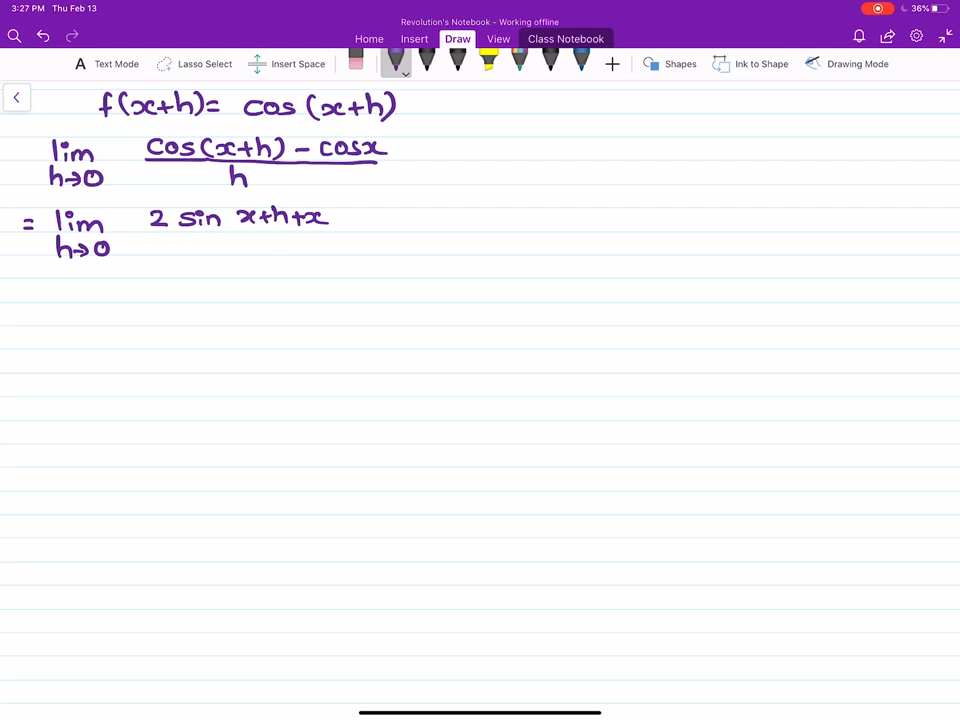 3:27 PM Thu Feb 13
36%
Revolution's Notebook - Working offline
Home Insert Draw View Class Notebook
A Text Mode Lasso Select Insert Space Shapes Ink to Shape Drawing Mode
f(x+h)= cos(x+h)
lim cos(x+h) - cosx
h→0 h
= lim 2 sin x+h+x
h→0